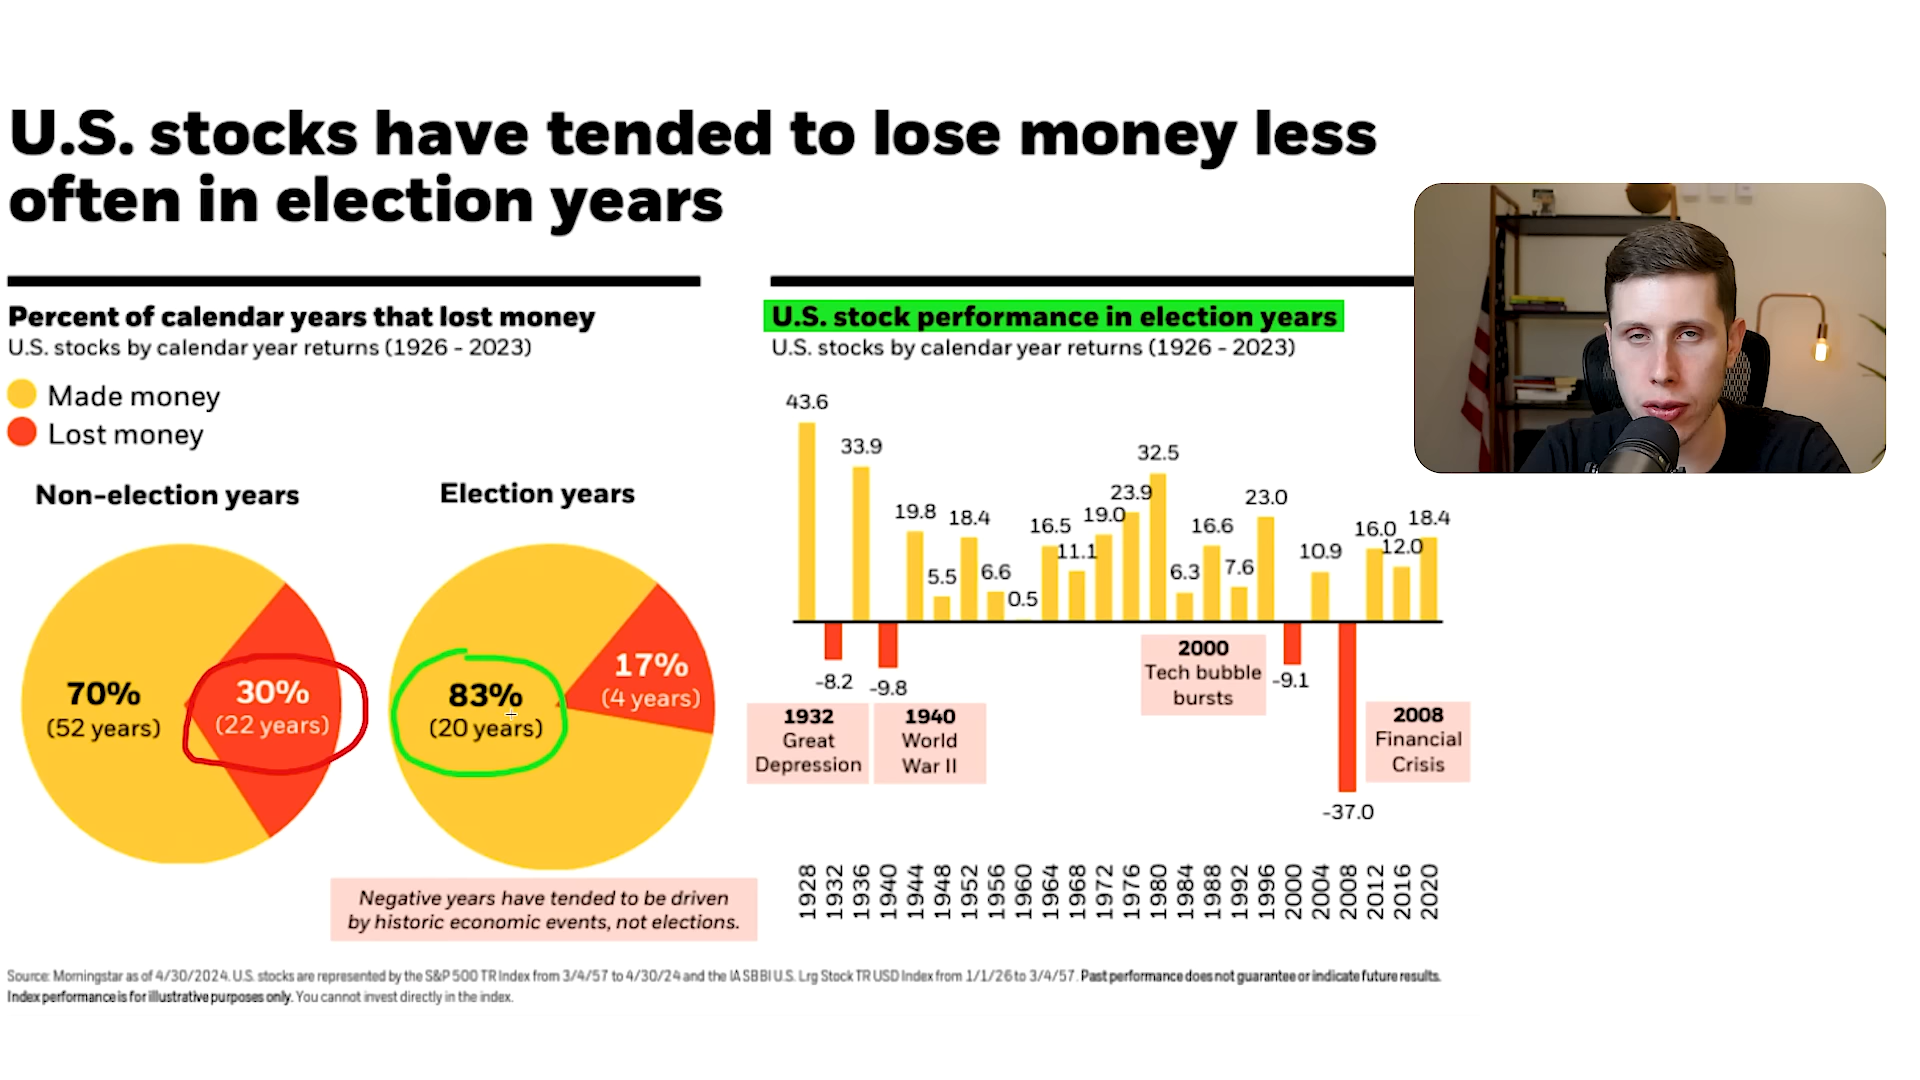 U.S. stocks have tended to lose money less
often in election years
Percent of calendar years that lost money
U.S. stocks by calendar year returns (1926 - 2023)
Made money
Lost money
Non-election years
Election years
70%
(52 years)
30%
(22 years)
83%
(20 years)
17%
(4 years)
Negative years have tended to be driven
by historic economic events, not elections.
U.S. stock performance in election years
U.S. stocks by calendar year returns (1926 - 2023)
43.6
-8.2
33.9
-9.8
19.8
5.5
18.4
6.6
0.5
16.5
11.1
19.0
23.9
32.5
6.3
16.6
7.6
23.0
-9.1
10.9
-37.0
16.0
12.0
18.4
1932
Great
Depression
1940
World
War II
2000
Tech bubble
bursts
2008
Financial
Crisis
1928
1932
1936
1940
1944
1948
1952
1956
1960
1964
1968
1972
1976
1980
1984
1988
1992
1996
2000
2004
2008
2012
2016
2020
Source: Morningstar as of 4/30/2024. U.S. stocks are represented by the S&P 500 TR Index from 3/4/57 to 4/30/24 and the IA SBBI U.S. Lrg Stock TR USD Index from 1/1/26 to 3/4/57. Past performance does not guarantee or indicate future results.
Index performance is for illustrative purposes only. You cannot invest directly in the index.